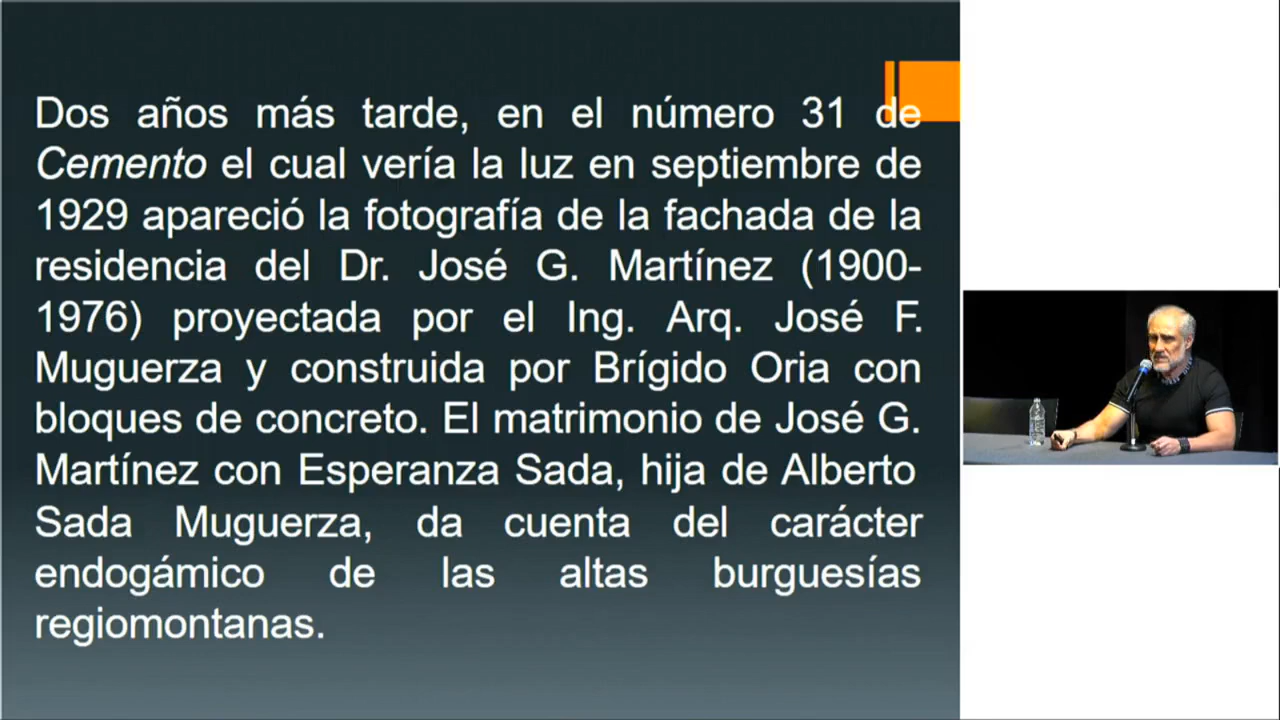 Dos años más tarde, en el número 31 de
Cemento el cual vería la luz en septiembre de
1929 apareció la fotografía de la fachada de la
residencia del Dr. José G. Martínez (1900-
1976) proyectada por el Ing. Arq. José F.
Muguerza y construida por Brígido Oria con
bloques de concreto. El matrimonio de José G.
Martínez con Esperanza Sada, hija de Alberto
Sada Muguerza, da cuenta del carácter
endogámico de las altas burguesías
regiomontanas.